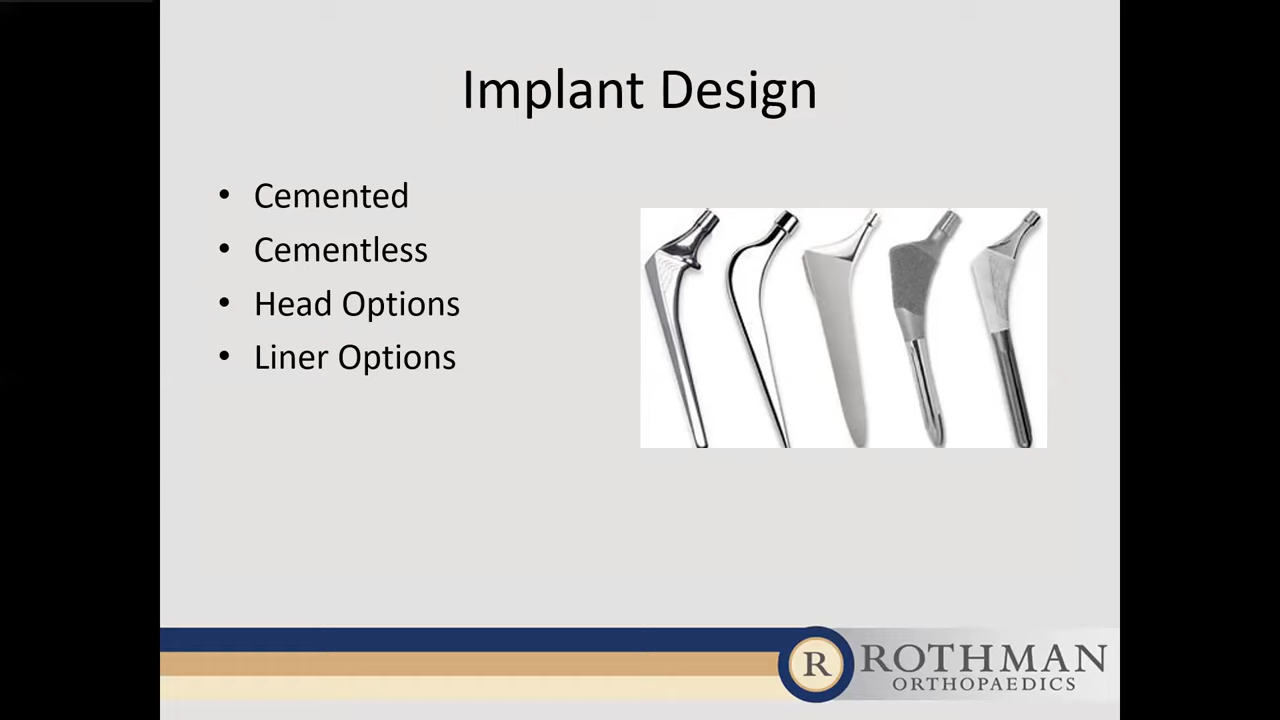 Implant Design
• Cemented
• Cementless
• Head Options
• Liner Options
R
ROTHMAN
ORTHOPAEDICS